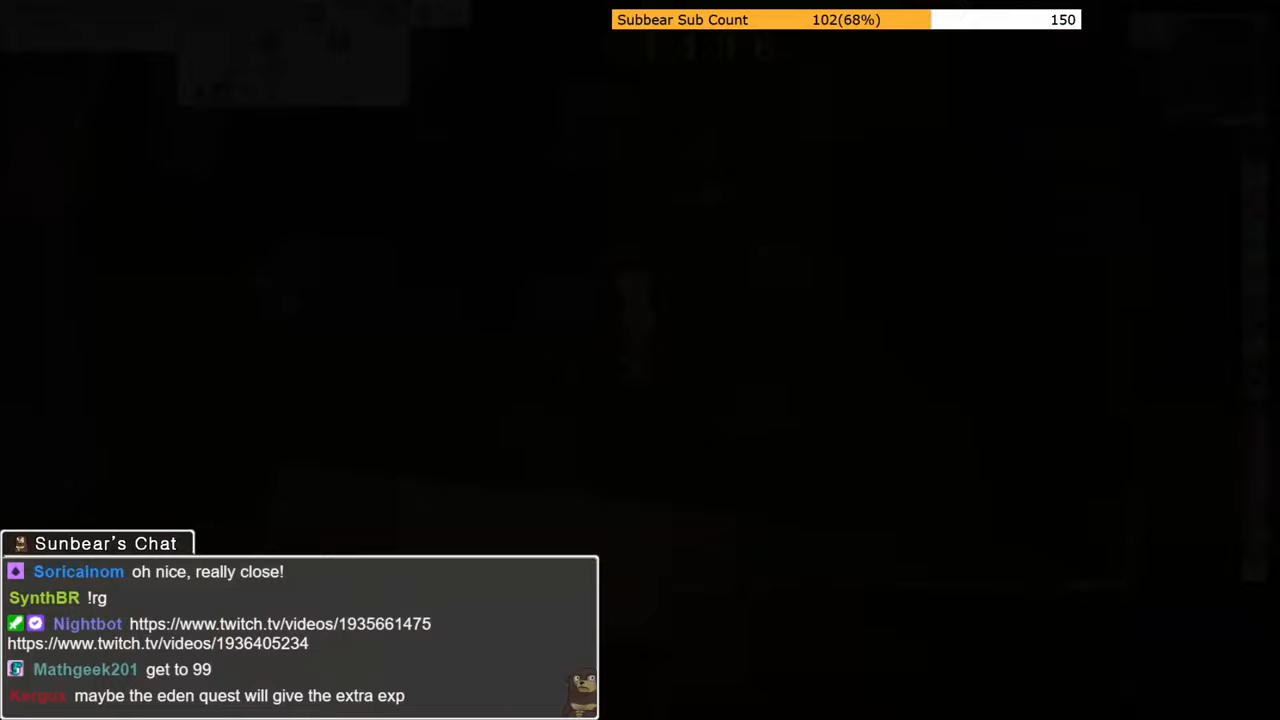 Subbear Sub Count 102(68%) 150
Sunbear's Chat
Soricalnom oh nice, really close!
SynthBR !rg
Nightbot https://www.twitch.tv/videos/1935661475
https://www.twitch.tv/videos/1936405234
Mathgeek201 get to 99
Kergux maybe the eden quest will give the extra exp